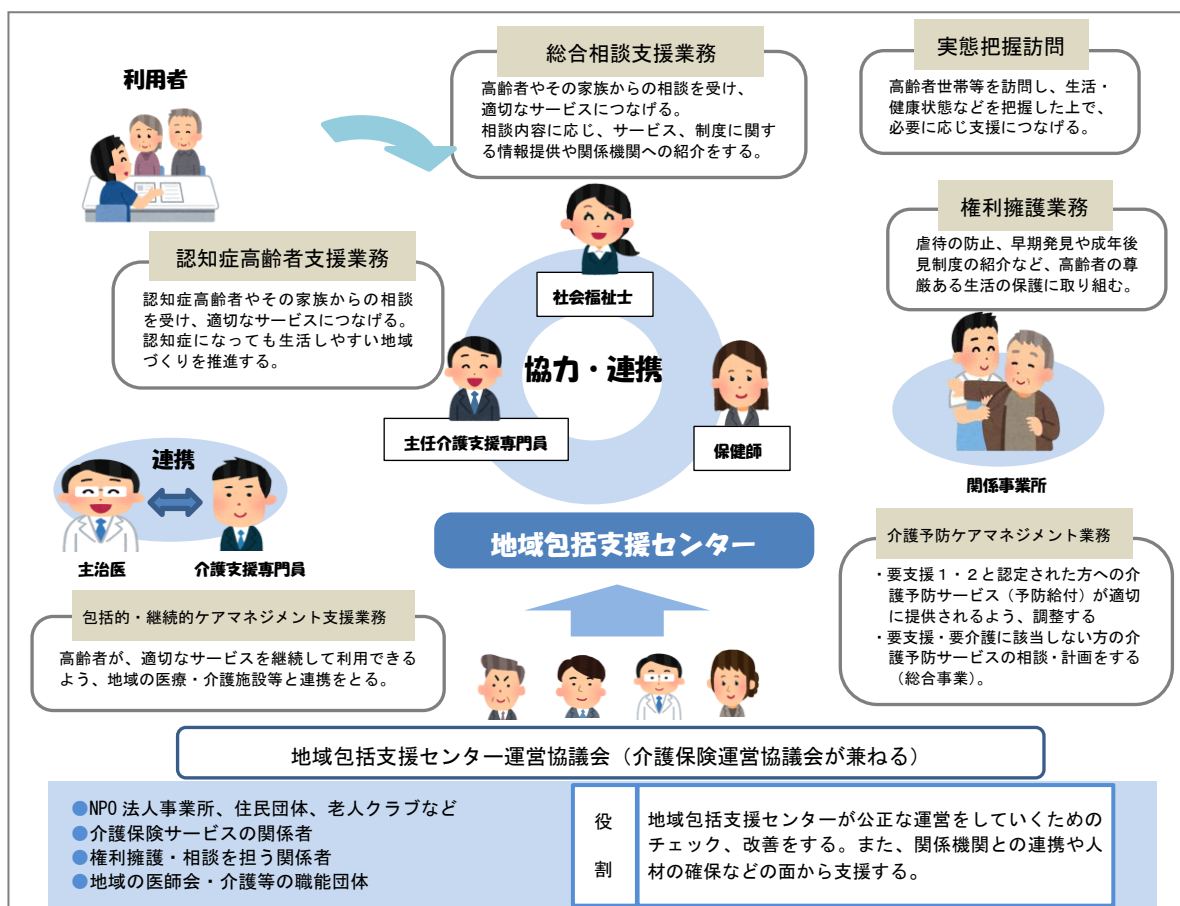 利用者
総合相談支援業務
高齢者やその家族からの相談を受け、
適切なサービスにつなげる。
相談内容に応じ、サービス、制度に関す
る情報提供や関係機関への紹介をする。
実態把握訪問
高齢者世帯等を訪問し、生活・
健康状態などを把握した上で、
必要に応じ支援につなげる。
認知症高齢者支援業務
認知症高齢者やその家族からの相談
を受け、適切なサービスにつなげる。
認知症になっても生活しやすい地域
づくりを推進する。
権利擁護業務
虐待の防止、早期発見や成年後
見制度の紹介など、高齢者の尊
厳ある生活の保護に取り組む。
社会福祉士
協力・連携
主任介護支援専門員
保健師
関係事業所
連携
主治医
介護支援専門員
地域包括支援センター
包括的・継続的ケアマネジメント支援業務
高齢者が、適切なサービスを継続して利用できる
よう、地域の医療・介護施設等と連携をとる。
介護予防ケアマネジメント業務
・要支援１・２と認定された方への介
護予防サービス（予防給付）が適切
に提供されるよう、調整する
・要支援・要介護に該当しない方の介
護予防サービスの相談・計画をする
（総合事業）。
地域包括支援センター運営協議会（介護保険運営協議会が兼ねる）
●NPO 法人事業所、住民団体、老人クラブなど
●介護保険サービスの関係者
●権利擁護・相談を担う関係者
●地域の医師会・介護等の職能団体
役
割
地域包括支援センターが公正な運営をしていくための
チェック、改善をする。また、関係機関との連携や人
材の確保などの面から支援する。